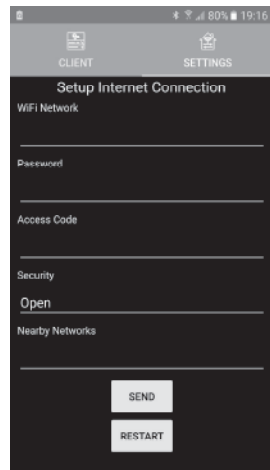 80% 19:16
CLIENT SETTINGS
Setup Internet Connection
WiFi Network
Password
Access Code
Security
Open
Nearby Networks
SEND
RESTART